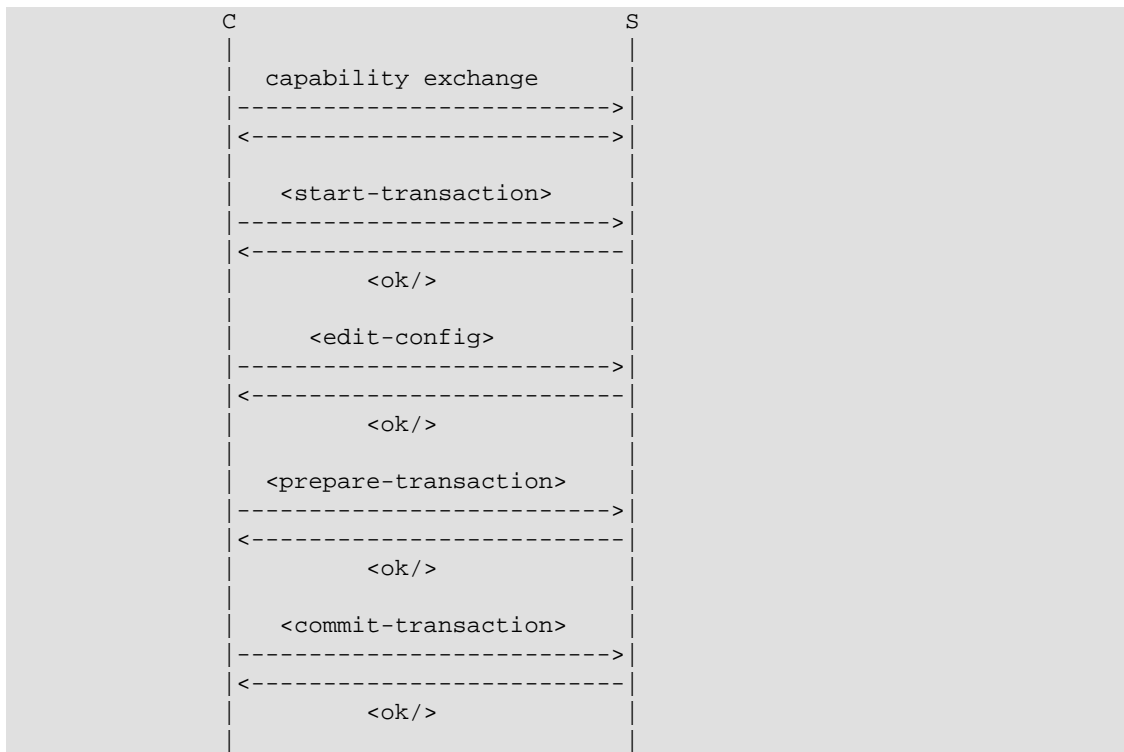 C                           S
|                           |
|  capability exchange      |
|-------------------------->|
|<------------------------->|
|                           |
|   <start-transaction>     |
|-------------------------->|
|<--------------------------|
|         <ok/>             |
|                           |
|     <edit-config>         |
|-------------------------->|
|<--------------------------|
|         <ok/>             |
|                           |
|  <prepare-transaction>    |
|-------------------------->|
|<--------------------------|
|         <ok/>             |
|                           |
|   <commit-transaction>    |
|-------------------------->|
|<--------------------------|
|         <ok/>             |
|                           |